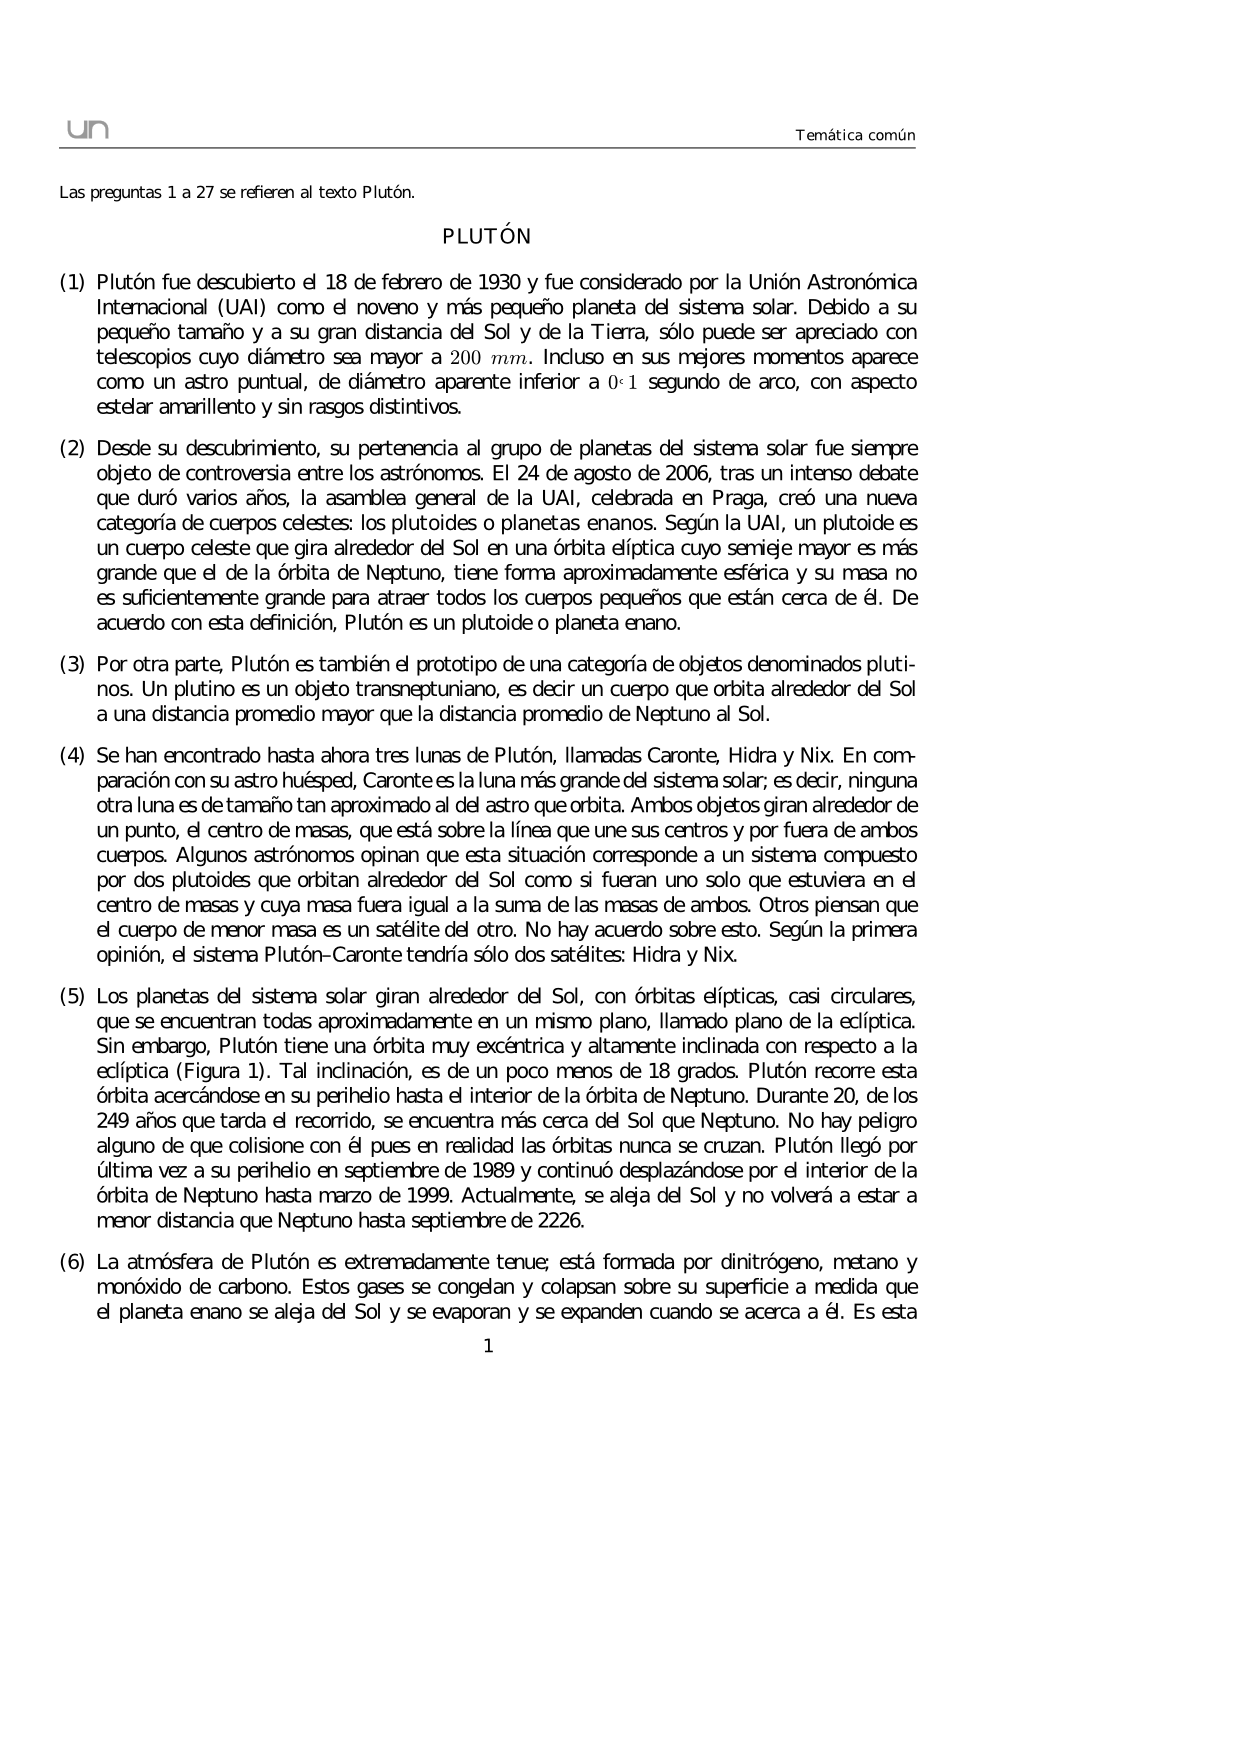 un
Temática común
Las preguntas 1 a 27 se refieren al texto Plutón.
PLUTÓN
(1) Plutón fue descubierto el 18 de febrero de 1930 y fue considerado por la Unión Astronómica
Internacional (UAI) como el noveno y más pequeño planeta del sistema solar. Debido a su
pequeño tamaño y a su gran distancia del Sol y de la Tierra, sólo puede ser apreciado con
telescopios cuyo diámetro sea mayor a 200 mm. Incluso en sus mejores momentos aparece
como un astro puntual, de diámetro aparente inferior a 0‘1 segundo de arco, con aspecto
estelar amarillento y sin rasgos distintivos.
(2) Desde su descubrimiento, su pertenencia al grupo de planetas del sistema solar fue siempre
objeto de controversia entre los astrónomos. El 24 de agosto de 2006, tras un intenso debate
que duró varios años, la asamblea general de la UAI, celebrada en Praga, creó una nueva
categoría de cuerpos celestes: los plutoides o planetas enanos. Según la UAI, un plutoide es
un cuerpo celeste que gira alrededor del Sol en una órbita elíptica cuyo semieje mayor es más
grande que el de la órbita de Neptuno, tiene forma aproximadamente esférica y su masa no
es suficientemente grande para atraer todos los cuerpos pequeños que están cerca de él. De
acuerdo con esta definición, Plutón es un plutoide o planeta enano.
(3) Por otra parte, Plutón es también el prototipo de una categoría de objetos denominados pluti-
nos. Un plutino es un objeto transneptuniano, es decir un cuerpo que orbita alrededor del Sol
a una distancia promedio mayor que la distancia promedio de Neptuno al Sol.
(4) Se han encontrado hasta ahora tres lunas de Plutón, llamadas Caronte, Hidra y Nix. En com-
paración con su astro huésped, Caronte es la luna más grande del sistema solar; es decir, ninguna
otra luna es de tamaño tan aproximado al del astro que orbita. Ambos objetos giran alrededor de
un punto, el centro de masas, que está sobre la línea que une sus centros y por fuera de ambos
cuerpos. Algunos astrónomos opinan que esta situación corresponde a un sistema compuesto
por dos plutoides que orbitan alrededor del Sol como si fueran uno solo que estuviera en el
centro de masas y cuya masa fuera igual a la suma de las masas de ambos. Otros piensan que
el cuerpo de menor masa es un satélite del otro. No hay acuerdo sobre esto. Según la primera
opinión, el sistema Plutón–Caronte tendría sólo dos satélites: Hidra y Nix.
(5) Los planetas del sistema solar giran alrededor del Sol, con órbitas elípticas, casi circulares,
que se encuentran todas aproximadamente en un mismo plano, llamado plano de la eclíptica.
Sin embargo, Plutón tiene una órbita muy excéntrica y altamente inclinada con respecto a la
eclíptica (Figura 1). Tal inclinación, es de un poco menos de 18 grados. Plutón recorre esta
órbita acercándose en su perihelio hasta el interior de la órbita de Neptuno. Durante 20, de los
249 años que tarda el recorrido, se encuentra más cerca del Sol que Neptuno. No hay peligro
alguno de que colisione con él pues en realidad las órbitas nunca se cruzan. Plutón llegó por
última vez a su perihelio en septiembre de 1989 y continuó desplazándose por el interior de la
órbita de Neptuno hasta marzo de 1999. Actualmente, se aleja del Sol y no volverá a estar a
menor distancia que Neptuno hasta septiembre de 2226.
(6) La atmósfera de Plutón es extremadamente tenue; está formada por dinitrógeno, metano y
monóxido de carbono. Estos gases se congelan y colapsan sobre su superficie a medida que
el planeta enano se aleja del Sol y se evaporan y se expanden cuando se acerca a él. Es esta
1